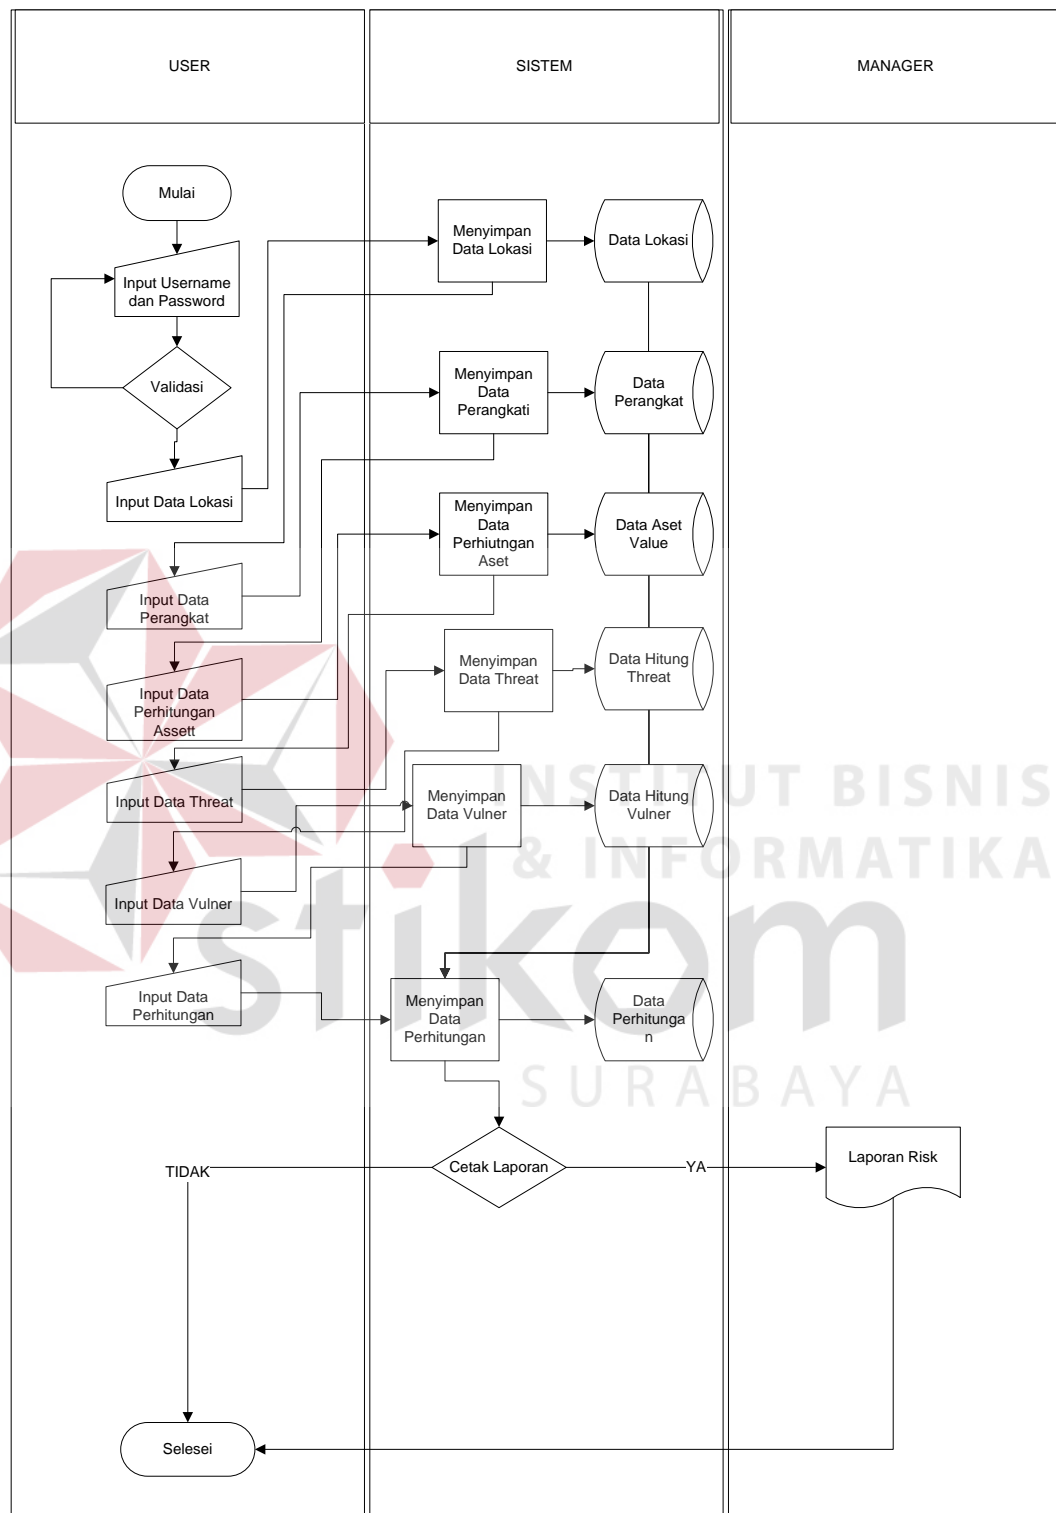 USER
SISTEM
MANAGER
Mulai
Input Username
dan Password
Validasi
Input Data Lokasi
Menyimpan
Data Lokasi
Data Lokasi
Input Data
Perangkat
Menyimpan
Data
Perangkati
Data
Perangkat
Input Data
Perhitungan
Assett
Menyimpan
Data
Perhiutngan
Aset
Data Aset
Value
Input Data Threat
Menyimpan
Data Threat
Data Hitung
Threat
Input Data Vulner
Menyimpan
Data Vulner
Data Hitung
Vulner
Input Data
Perhitungan
Menyimpan
Data
Perhitungan
Data
Perhitunga
n
INSTITUT BISNIS
& INFORMATIKA
stikom
SURABAYA
Cetak Laporan
TIDAK
YA
Laporan Risk
Selesei